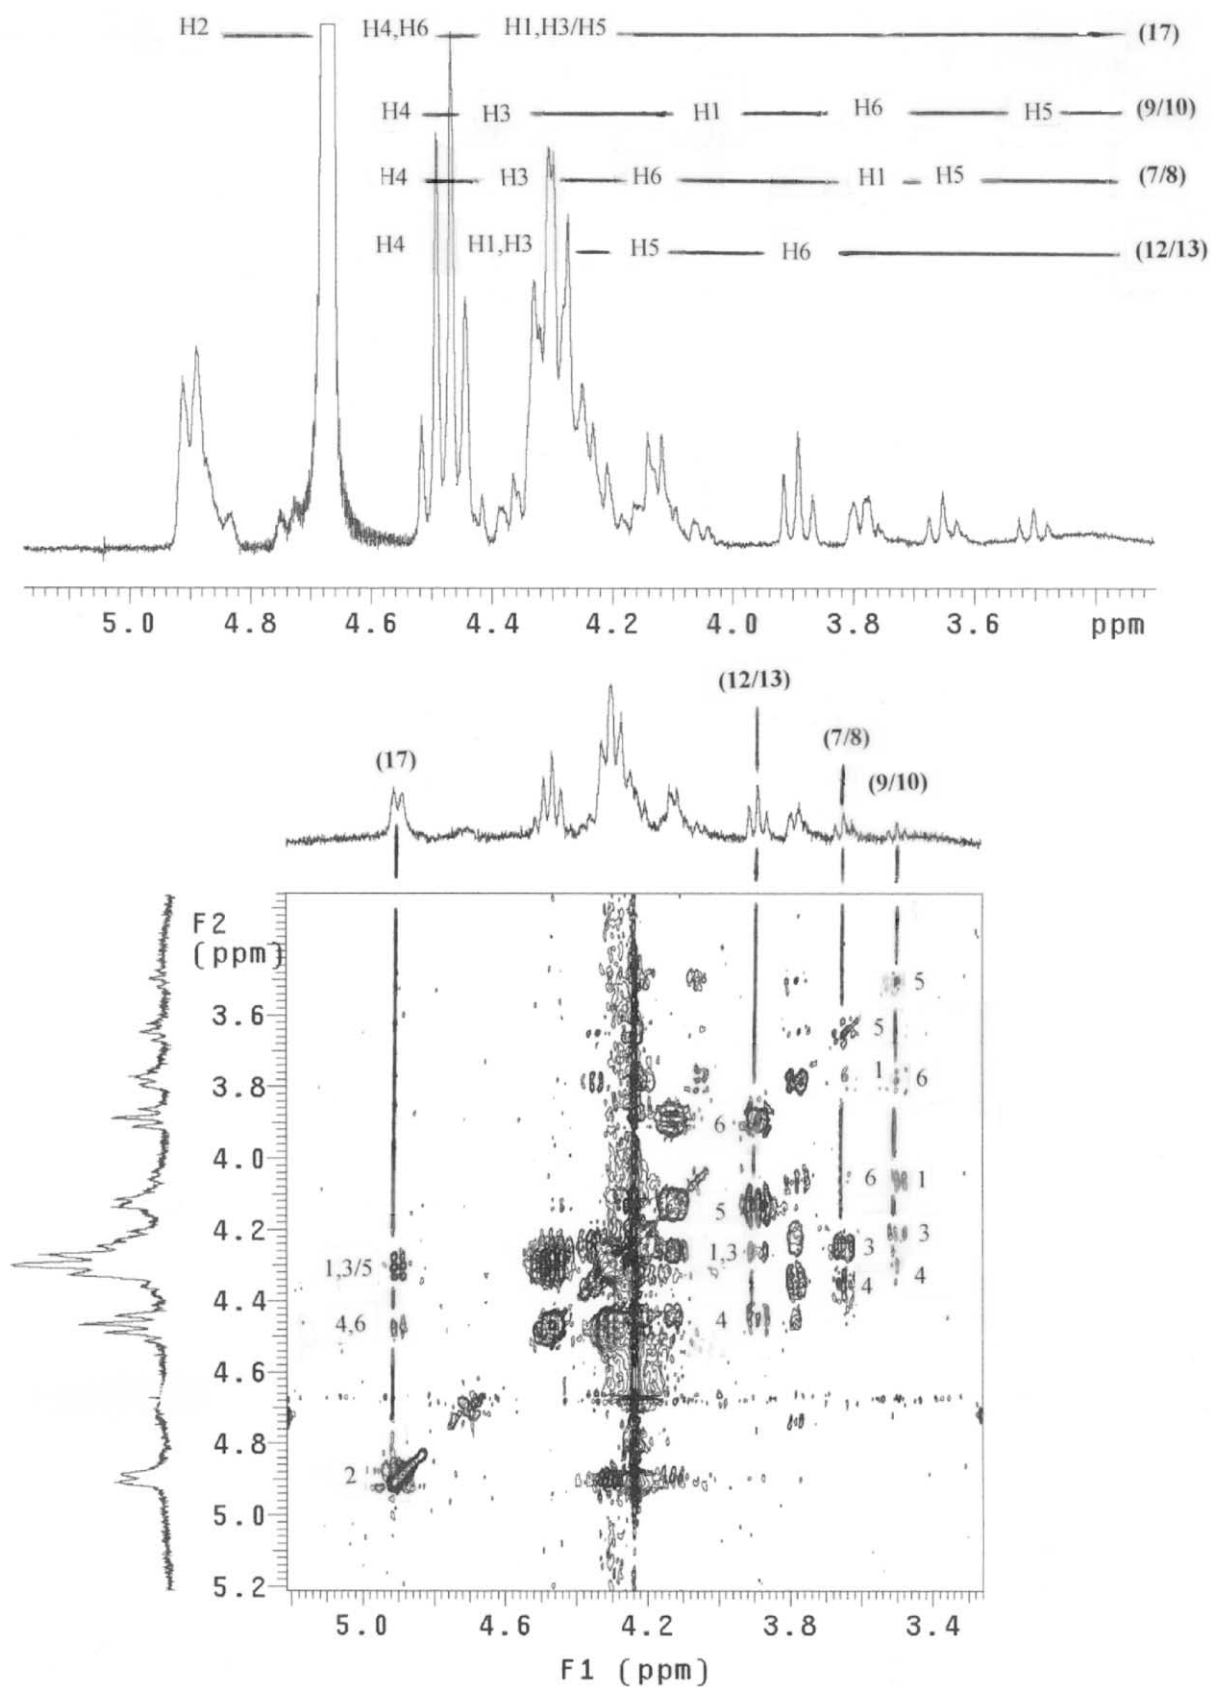 H2 H4,H6 H1,H3/H5 (17)
H4 H3 H1 H6 H5 (9/10)
H4 H3 H6 H1 H5 (7/8)
H4 H1,H3 H5 H6 (12/13)
5.0 4.8 4.6 4.4 4.2 4.0 3.8 3.6 ppm
(12/13)
(7/8)
(17)
(9/10)
F2
(ppm)
5
3.6 5
3.8 1 6
6
4.0 6 1
5
4.2 3
1,3/5 1,3 3
4.4 4 4
4,6 4
4.6
4.8
2
5.0
5.2
5.0 4.6 4.2 3.8 3.4
F1 (ppm)